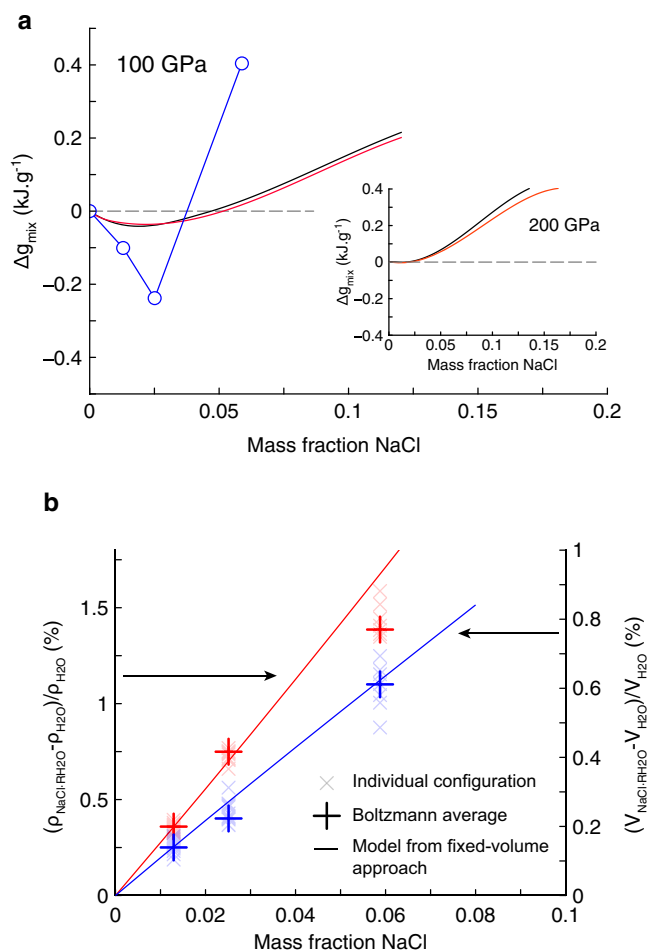 a
100 GPa
0.4
0.2
0
−0.2
−0.4
Δg_mix (kJ.g⁻¹)
0 0.05 0.1 0.15 0.2
Mass fraction NaCl
200 GPa
0.4
0.2
0
−0.2
−0.4
Δg_mix (kJ.g⁻¹)
0 0.05 0.1 0.15 0.2
Mass fraction NaCl
b
1.5
1
0.5
0
(ρ_NaCl-RH2O-ρ_H2O)/ρ_H2O (%)
1
0.8
0.6
0.4
0.2
0
(V_NaCl-RH2O-V_H2O)/V_H2O (%)
Individual configuration
Boltzmann average
Model from fixed-volume
approach
0 0.02 0.04 0.06 0.08 0.1
Mass fraction NaCl